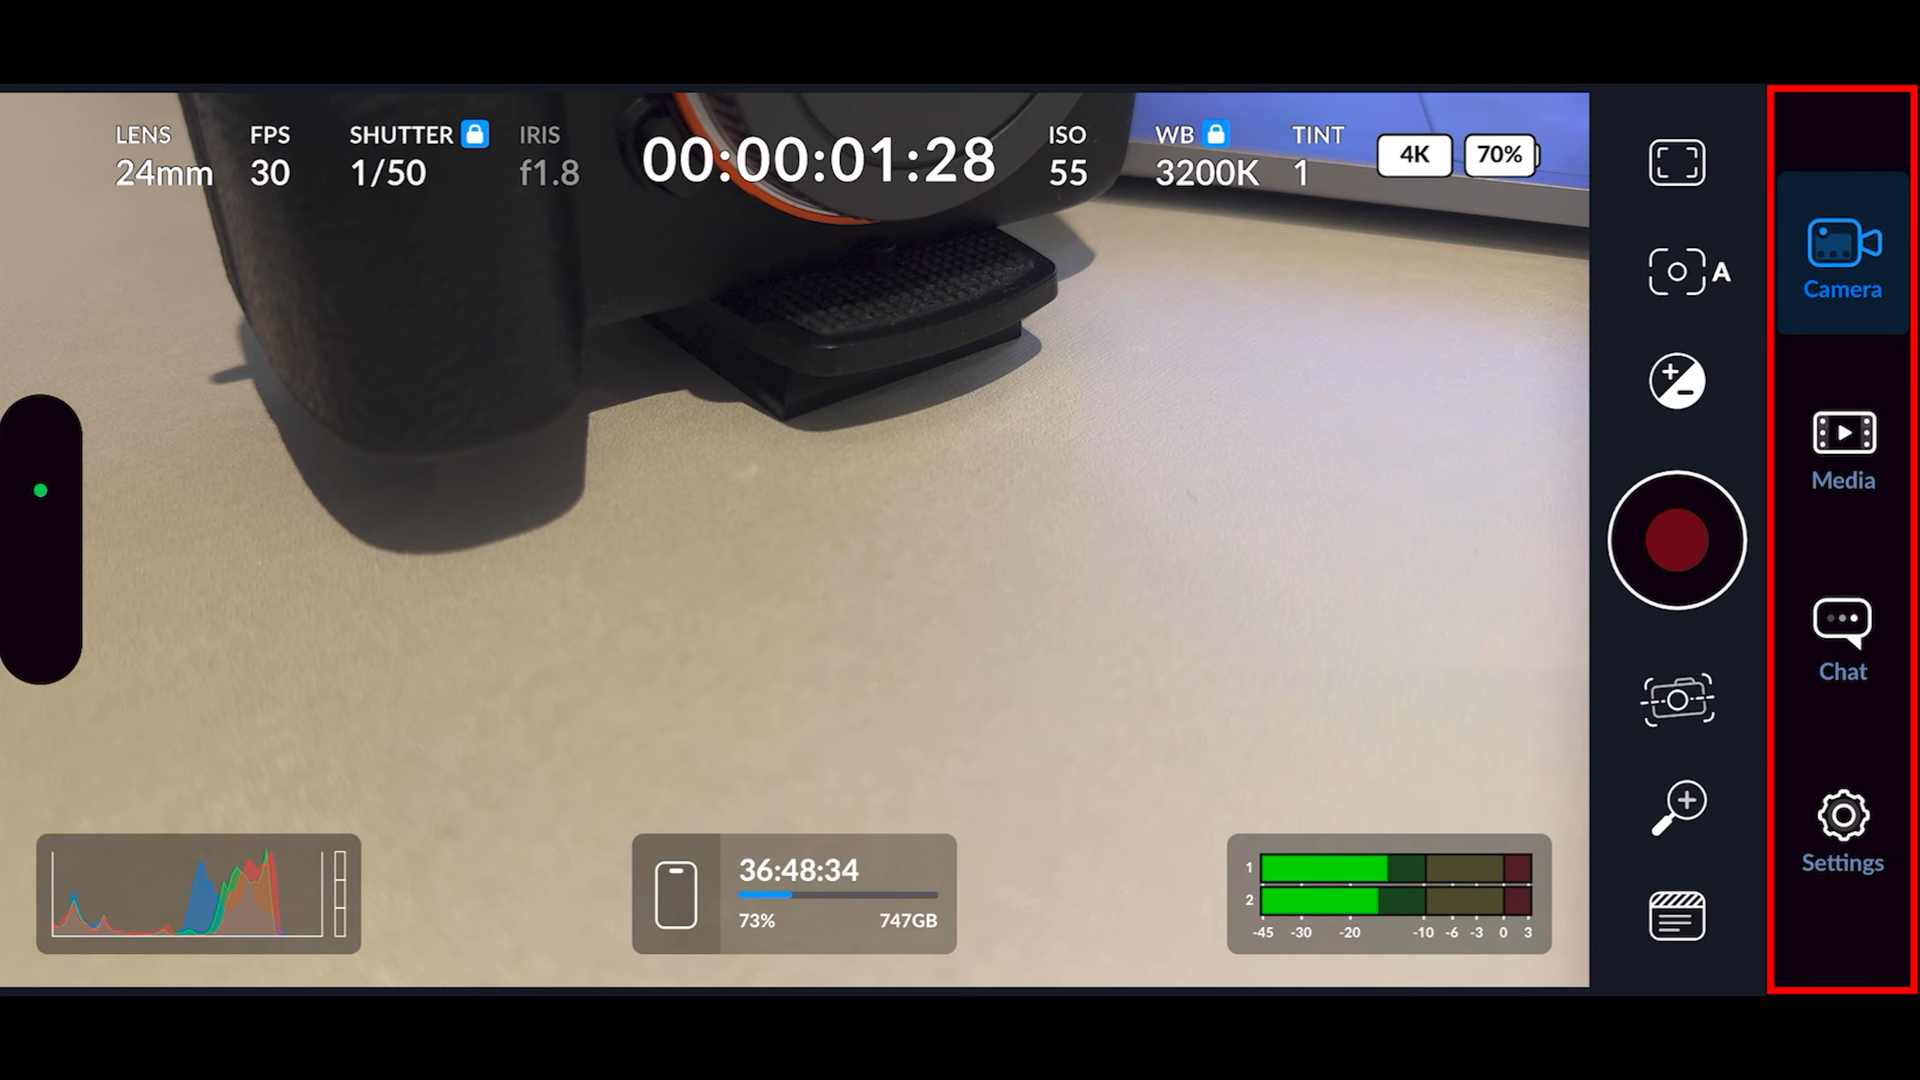 LENS FPS SHUTTER IRIS 00:00:01:28 ISO WB TINT 4K 70%
24mm 30 1/50 f1.8 55 3200K 1
A
Camera
Media
Chat
Settings
36:48:34
73% 747GB
1
2
-45 -30 -20 -10 -6 -3 0 3